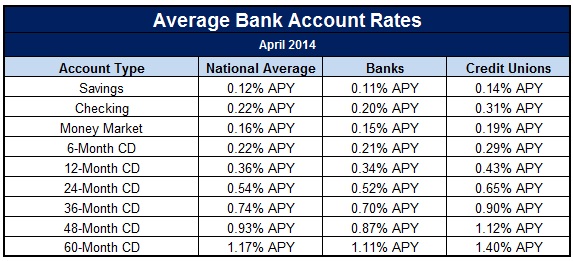 Average Bank Account Rates
April 2014
Account Type National Average Banks Credit Unions
Savings 0.12% APY 0.11% APY 0.14% APY
Checking 0.22% APY 0.20% APY 0.31% APY
Money Market 0.16% APY 0.15% APY 0.19% APY
6-Month CD 0.22% APY 0.21% APY 0.29% APY
12-Month CD 0.36% APY 0.34% APY 0.43% APY
24-Month CD 0.54% APY 0.52% APY 0.65% APY
36-Month CD 0.74% APY 0.70% APY 0.90% APY
48-Month CD 0.93% APY 0.87% APY 1.12% APY
60-Month CD 1.17% APY 1.11% APY 1.40% APY